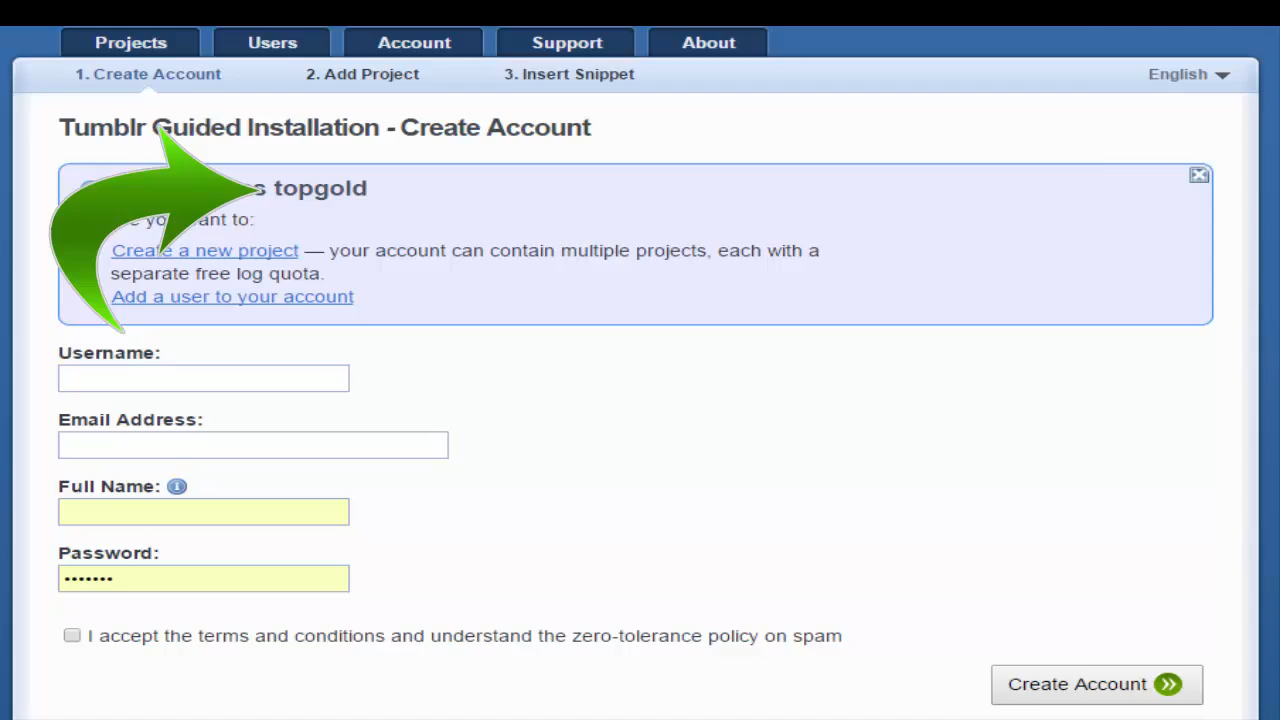 Projects Users Account Support About
1. Create Account 2. Add Project 3. Insert Snippet English
Tumblr Guided Installation - Create Account
topgold
to:
Create a new project — your account can contain multiple projects, each with a
separate free log quota.
Add a user to your account
Username:
Email Address:
Full Name:
Password:
•••••••
I accept the terms and conditions and understand the zero-tolerance policy on spam
Create Account